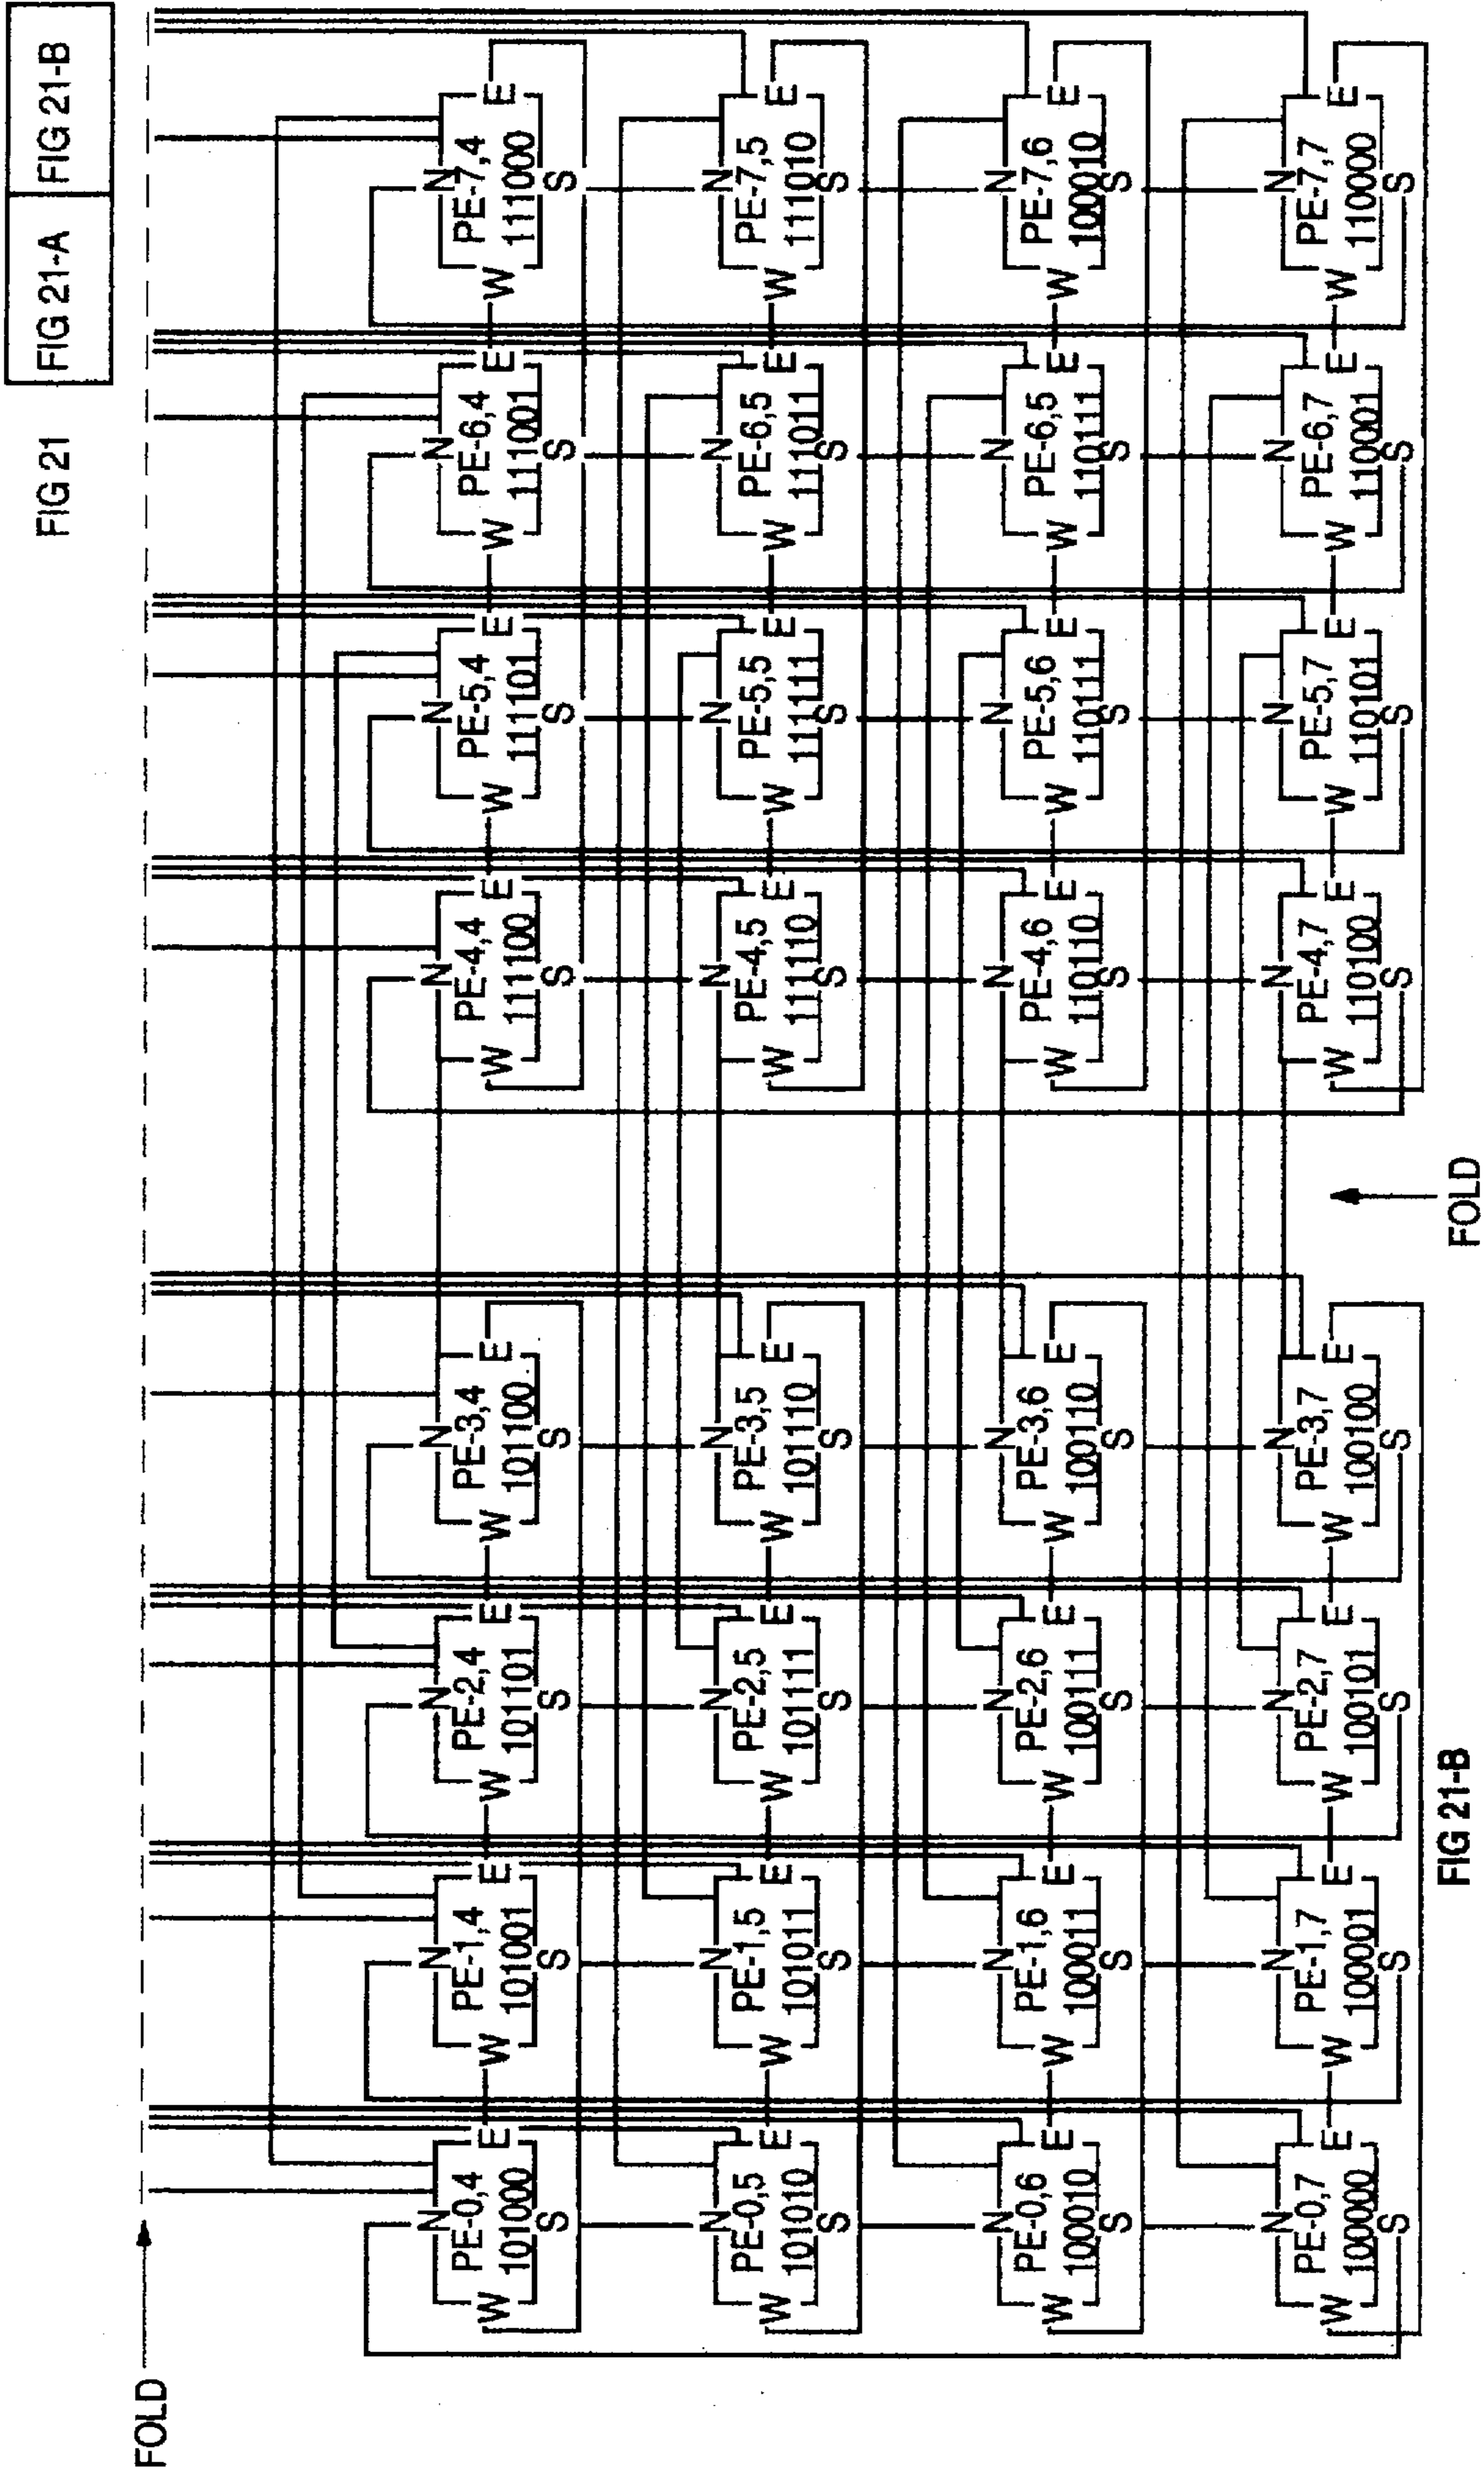 FIG 21
FIG 21-A FIG 21-B
FOLD
N N N N N N N N
PE-0,4 PE-1,4 PE-2,4 PE-3,4 PE-4,4 PE-5,4 PE-6,4 PE-7,4
W E W E W E W E W E W E W E W E
101000 101001 101101 101100 111100 111101 111001 111000
S S S S S S S S
N N N N N N N N
PE-0,5 PE-1,5 PE-2,5 PE-3,5 PE-4,5 PE-5,5 PE-6,5 PE-7,5
W E W E W E W E W E W E W E W E
101010 101011 101111 101110 111110 111111 111011 111010
S S S S S S S S
N N N N N N N N
PE-0,6 PE-1,6 PE-2,6 PE-3,6 PE-4,6 PE-5,6 PE-6,5 PE-7,6
W E W E W E W E W E W E W E W E
100010 100011 100111 100110 110110 110111 110111 100010
S S S S S S S S
N N N N N N N N
PE-0,7 PE-1,7 PE-2,7 PE-3,7 PE-4,7 PE-5,7 PE-6,7 PE-7,7
W E W E W E W E W E W E W E W E
100000 100001 100101 100100 110100 110101 110001 110000
S S S S S S S S
FOLD
FIG 21-B